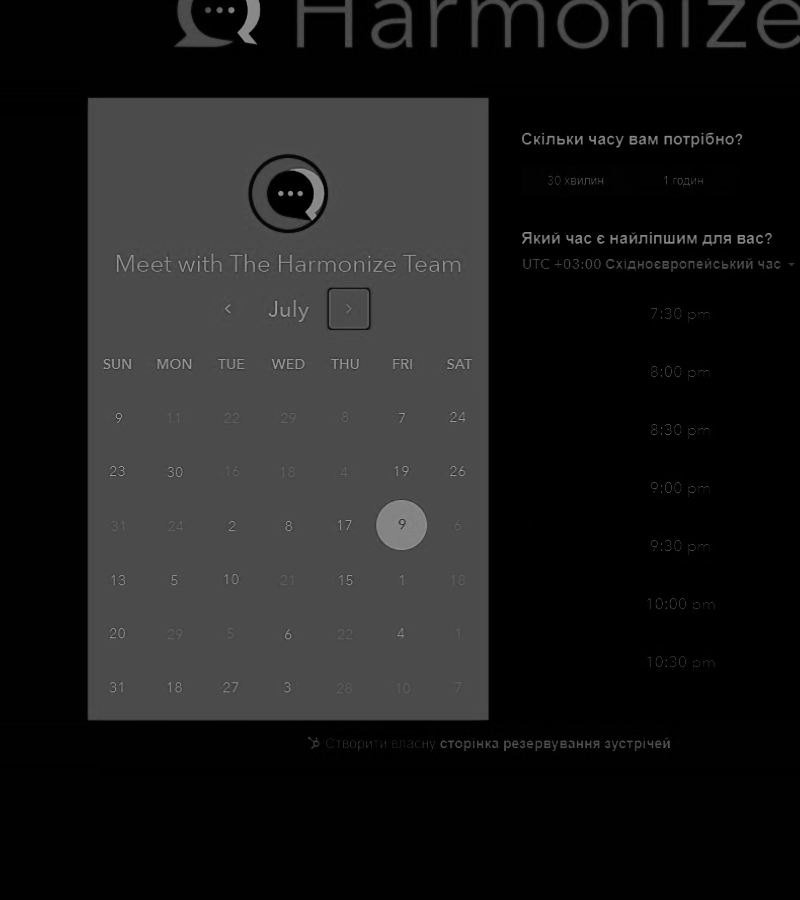 Harmonize
Meet with The Harmonize Team
July
SUN MON TUE WED THU FRI SAT
9 11 22 29 8 7 24
23 30 16 18 4 19 26
31 24 2 8 17 9 6
13 5 10 21 15 1 18
20 29 5 6 22 4 1
31 18 27 3 28 10 7
Скільки часу вам потрібно?
30 хвилин 1 годин
Який час є найліпшим для вас?
UTC +03:00 Східноєвропейський час
7:30 pm
8:00 pm
8:30 pm
9:00 pm
9:30 pm
10:00 pm
10:30 pm
Створити власну сторінка резервування зустрічей